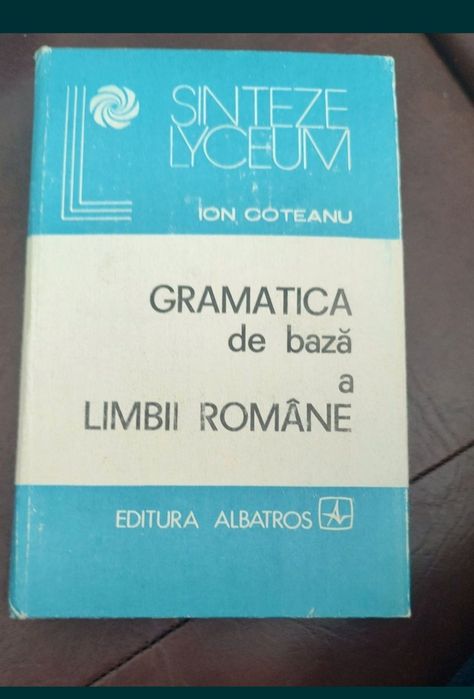 SINTEZE
LYCEUM
ION COTEANU
GRAMATICA
de bază
a
LIMBII ROMÂNE
EDITURA ALBATROS